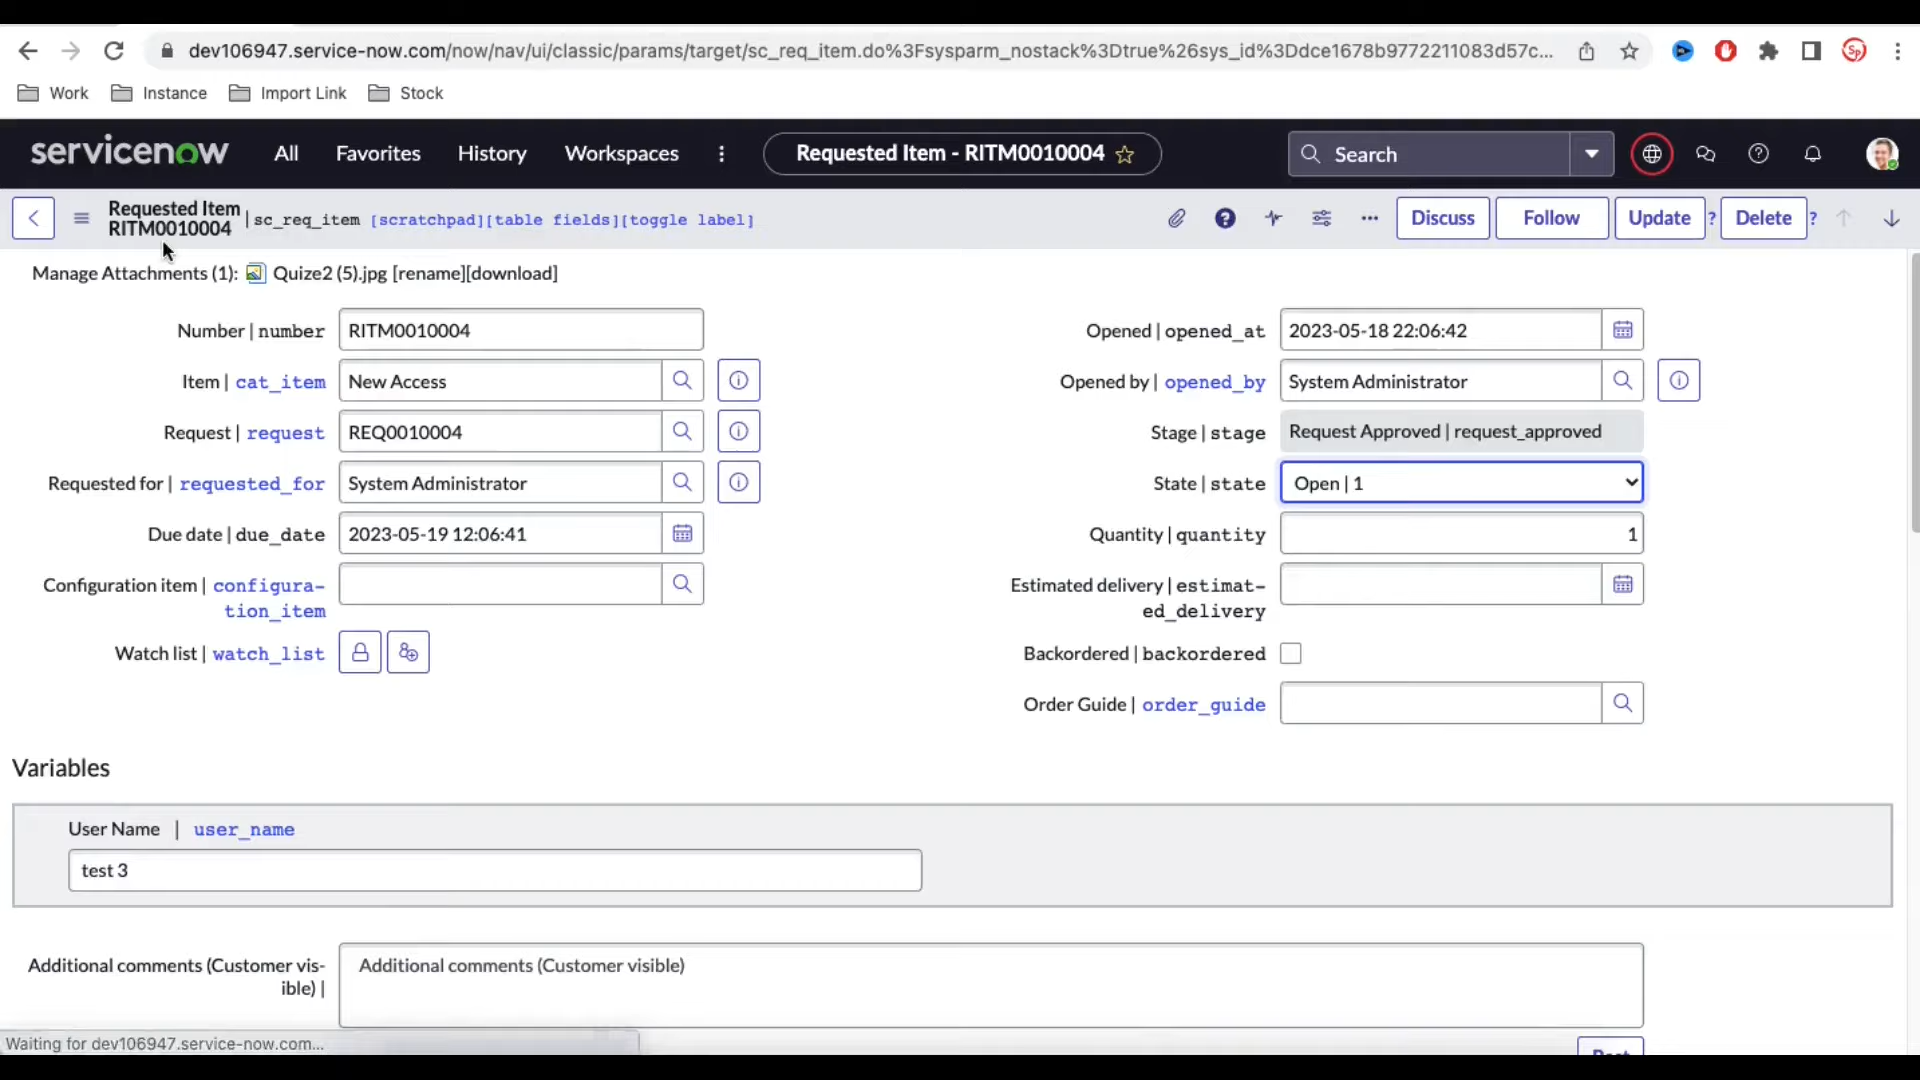 dev106947.service-now.com/now/nav/ui/classic/params/target/sc_req_item.do%3Fsysparm_nostack%3Dtrue%26sys_id%3Ddce1678b9772211083d57c...
Work Instance Import Link Stock
servicenow All Favorites History Workspaces Requested Item - RITM0010004 Search
Requested Item
RITM0010004 | sc_req_item [scratchpad][table fields][toggle label] Discuss Follow Update ? Delete ?
Manage Attachments (1): Quize2 (5).jpg [rename][download]
Number | number RITM0010004 Opened | opened_at 2023-05-18 22:06:42
Item | cat_item New Access Opened by | opened_by System Administrator
Request | request REQ0010004 Stage | stage Request Approved | request_approved
Requested for | requested_for System Administrator State | state Open | 1
Due date | due_date 2023-05-19 12:06:41 Quantity | quantity 1
Configuration item | configura-
tion_item
Estimated delivery | estimat-
ed_delivery
Watch list | watch_list Backordered | backordered
Order Guide | order_guide
Variables
User Name | user_name
test 3
Additional comments (Customer vis-
ible) |
Additional comments (Customer visible)
Waiting for dev106947.service-now.com...
Post